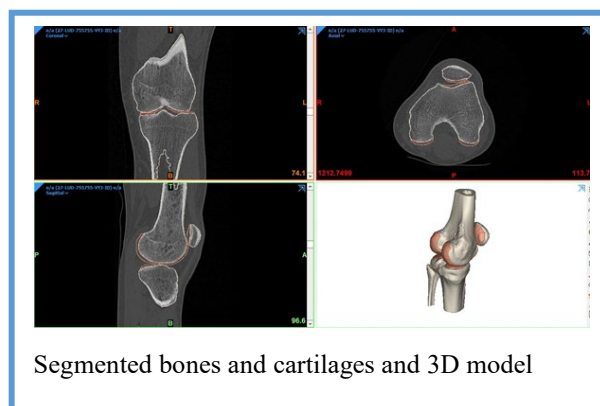 T
A
R
L
R
L
B
74.1
1212.7498
P
113.7
T
P
A
B
96.6
Segmented bones and cartilages and 3D model